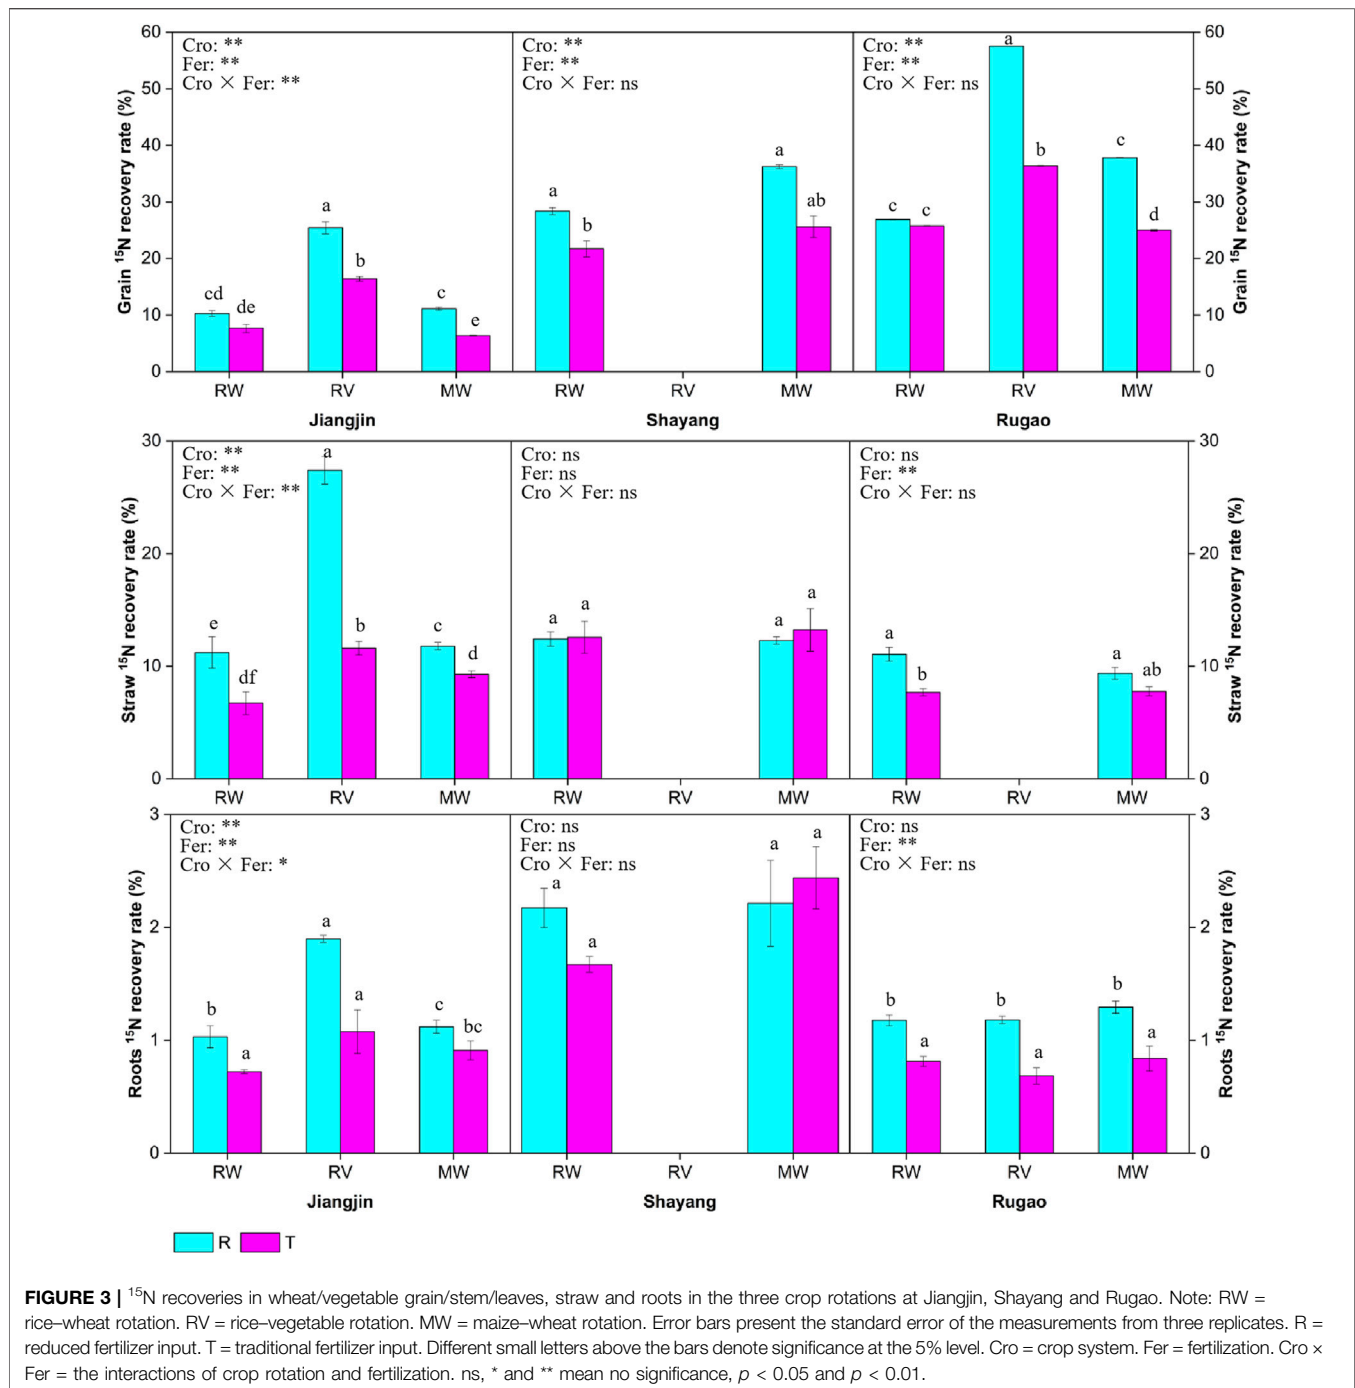 60
50
40
30
20
10
0
Grain ¹⁵N recovery rate (%)
Cro: **
Fer: **
Cro × Fer: **
cd
de
a
b
c
e
RW
RV
MW
Jiangjin
Cro: **
Fer: **
Cro × Fer: ns
a
b
a
ab
RW
RV
MW
Shayang
Cro: **
Fer: **
Cro × Fer: ns
c
c
a
b
c
d
RW
RV
MW
Rugao
60
50
40
30
20
10
0
Grain ¹⁵N recovery rate (%)
30
20
10
0
Straw ¹⁵N recovery rate (%)
Cro: **
Fer: **
Cro × Fer: **
e
df
a
b
c
d
RW
RV
MW
Cro: ns
Fer: ns
Cro × Fer: ns
a
a
a
a
RW
RV
MW
Cro: ns
Fer: **
Cro × Fer: ns
a
b
a
ab
RW
RV
MW
30
20
10
0
Straw ¹⁵N recovery rate (%)
3
2
1
0
Roots ¹⁵N recovery rate (%)
Cro: **
Fer: **
Cro × Fer: *
b
a
a
a
c
bc
RW
RV
MW
Jiangjin
Cro: ns
Fer: ns
Cro × Fer: ns
a
a
a
a
RW
RV
MW
Shayang
Cro: ns
Fer: **
Cro × Fer: ns
b
a
b
a
b
a
RW
RV
MW
Rugao
3
2
1
0
Roots ¹⁵N recovery rate (%)
R
T
FIGURE 3 | ¹⁵N recoveries in wheat/vegetable grain/stem/leaves, straw and roots in the three crop rotations at Jiangjin, Shayang and Rugao. Note: RW =
rice–wheat rotation. RV = rice–vegetable rotation. MW = maize–wheat rotation. Error bars present the standard error of the measurements from three replicates. R =
reduced fertilizer input. T = traditional fertilizer input. Different small letters above the bars denote significance at the 5% level. Cro = crop system. Fer = fertilization. Cro ×
Fer = the interactions of crop rotation and fertilization. ns, * and ** mean no significance, p < 0.05 and p < 0.01.